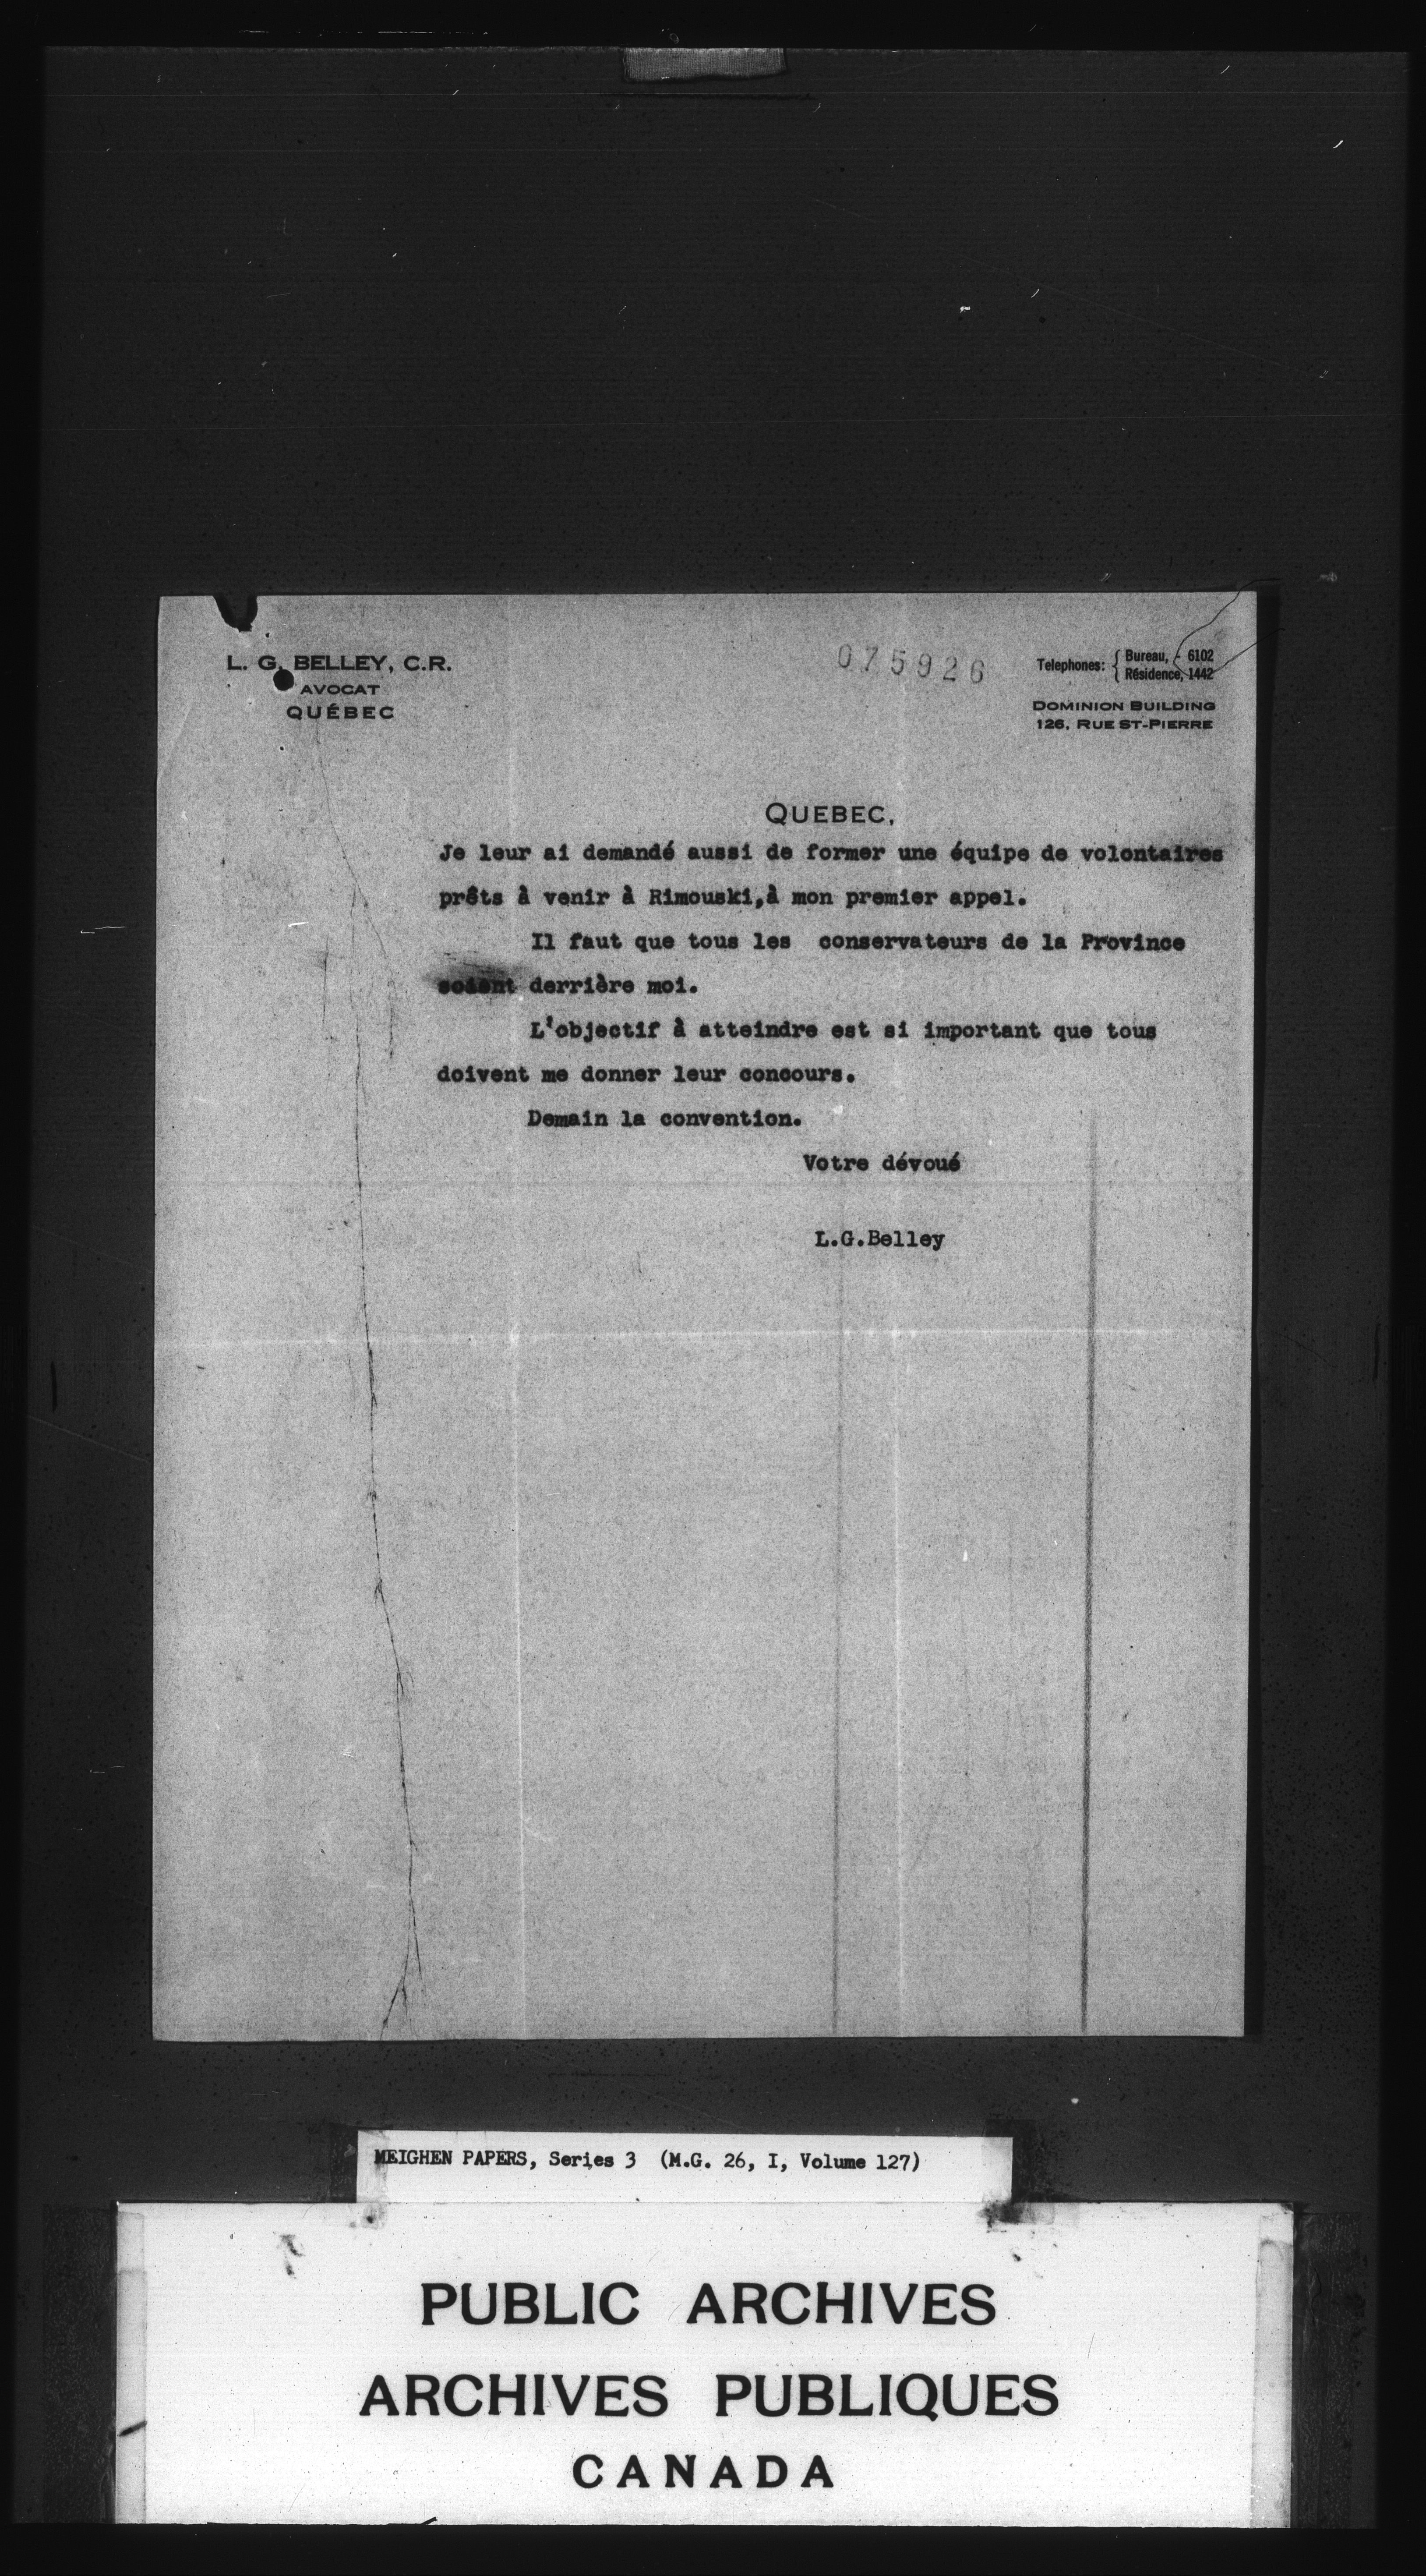 L. G. BELLEY, C.R.
AVOCAT
QUÉBEC
075926
Telephones: { Bureau, - 6102
Résidence, 1442
DOMINION BUILDING
126, RUE ST-PIERRE
QUEBEC,
Je leur ai demandé aussi de former une équipe de volontaires
prêts à venir à Rimouski,à mon premier appel.
Il faut que tous les conservateurs de la Province
soient derrière moi.
L'objectif à atteindre est si important que tous
doivent me donner leur concours.
Demain la convention.
Votre dévoué
L.G.Belley
MEIGHEN PAPERS, Series 3 (M.G. 26, I, Volume 127)
PUBLIC ARCHIVES
ARCHIVES PUBLIQUES
CANADA